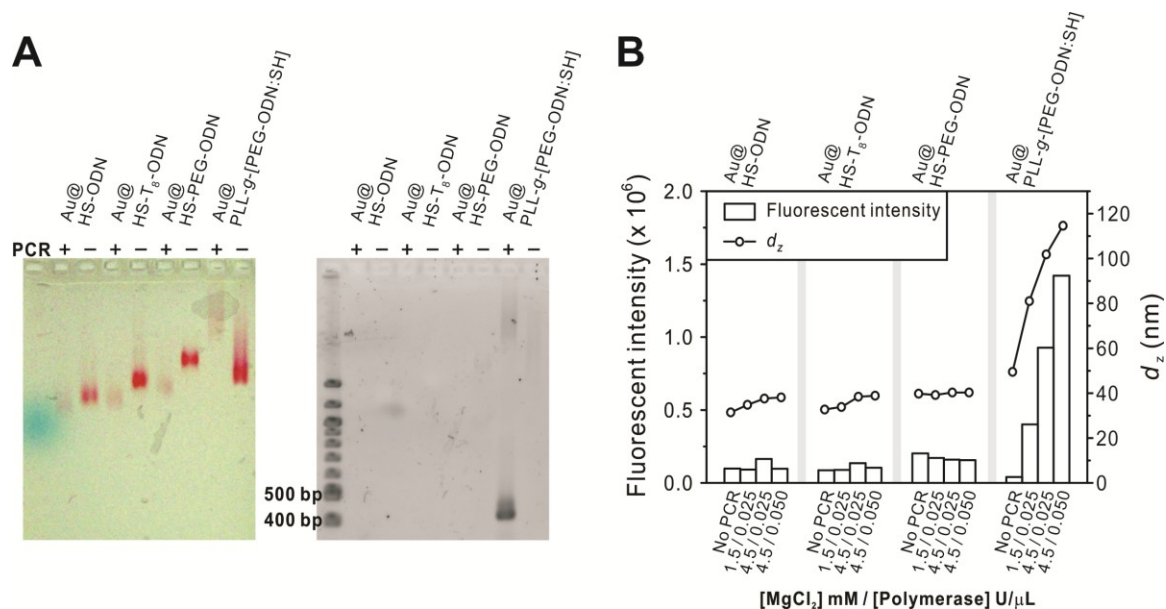 A
Au@
HS-ODN
Au@
HS-T₈-ODN
Au@
HS-PEG-ODN
Au@
PLL-g-[PEG-ODN:SH]
Au@
HS-ODN
Au@
HS-T₈-ODN
Au@
HS-PEG-ODN
Au@
PLL-g-[PEG-ODN:SH]
PCR + − + − + − + −
+ − + − + − + −
500 bp
400 bp
B
Au@
HS-ODN
Au@
HS-T₈-ODN
Au@
HS-PEG-ODN
Au@
PLL-g-[PEG-ODN:SH]
Fluorescent intensity (x 10⁶)
2.0
1.5
1.0
0.5
0.0
Fluorescent intensity
d_z
120
100
80
60
40
20
0
d_z (nm)
No PCR
1.5 / 0.025
4.5 / 0.025
4.5 / 0.050
No PCR
1.5 / 0.025
4.5 / 0.025
4.5 / 0.050
No PCR
1.5 / 0.025
4.5 / 0.025
4.5 / 0.050
No PCR
1.5 / 0.025
4.5 / 0.025
4.5 / 0.050
[MgCl₂] mM / [Polymerase] U/μL